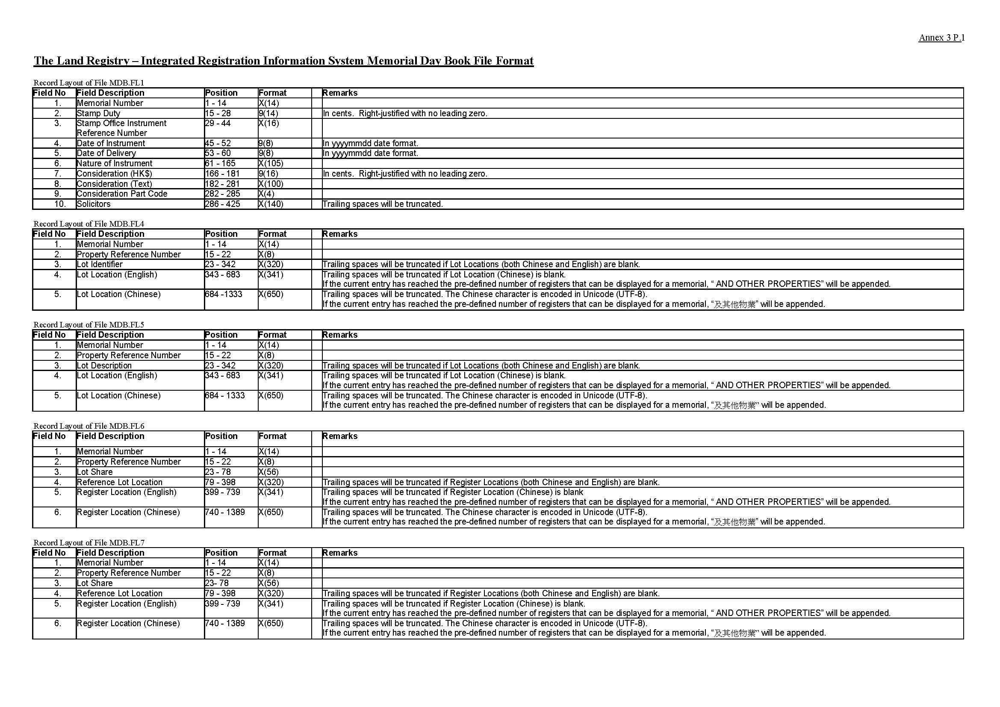 Annex 3 P.1
The Land Registry – Integrated Registration Information System Memorial Day Book File Format
Record Layout of File MDB.FL1
Field No Field Description Position Format Remarks
1. Memorial Number 1 - 14 X(14)
2. Stamp Duty 15 - 28 9(14) In cents. Right-justified with no leading zero.
3. Stamp Office Instrument 29 - 44 X(16)
Reference Number
4. Date of Instrument 45 - 52 9(8) In yyyymmdd date format.
5. Date of Delivery 53 - 60 9(8) In yyyymmdd date format.
6. Nature of Instrument 61 - 165 X(105)
7. Consideration (HK$) 166 - 181 9(16) In cents. Right-justified with no leading zero.
8. Consideration (Text) 182 - 281 X(100)
9. Consideration Part Code 282 - 285 X(4)
10. Solicitors 286 - 425 X(140) Trailing spaces will be truncated.
Record Layout of File MDB.FL4
Field No Field Description Position Format Remarks
1. Memorial Number 1 - 14 X(14)
2. Property Reference Number 15 - 22 X(8)
3. Lot Identifier 23 - 342 X(320) Trailing spaces will be truncated if Lot Locations (both Chinese and English) are blank.
4. Lot Location (English) 343 - 683 X(341) Trailing spaces will be truncated if Lot Location (Chinese) is blank.
If the current entry has reached the pre-defined number of registers that can be displayed for a memorial, “ AND OTHER PROPERTIES” will be appended.
5. Lot Location (Chinese) 684 -1333 X(650) Trailing spaces will be truncated. The Chinese character is encoded in Unicode (UTF-8).
If the current entry has reached the pre-defined number of registers that can be displayed for a memorial, “及其他物業” will be appended.
Record Layout of File MDB.FL5
Field No Field Description Position Format Remarks
1. Memorial Number 1 - 14 X(14)
2. Property Reference Number 15 - 22 X(8)
3. Lot Description 23 - 342 X(320) Trailing spaces will be truncated if Lot Locations (both Chinese and English) are blank.
4. Lot Location (English) 343 - 683 X(341) Trailing spaces will be truncated if Lot Location (Chinese) is blank.
If the current entry has reached the pre-defined number of registers that can be displayed for a memorial, “ AND OTHER PROPERTIES” will be appended.
5. Lot Location (Chinese) 684 - 1333 X(650) Trailing spaces will be truncated. The Chinese character is encoded in Unicode (UTF-8).
If the current entry has reached the pre-defined number of registers that can be displayed for a memorial, “及其他物業” will be appended.
Record Layout of File MDB.FL6
Field No Field Description Position Format Remarks
1. Memorial Number 1 - 14 X(14)
2. Property Reference Number 15 - 22 X(8)
3. Lot Share 23 - 78 X(56)
4. Reference Lot Location 79 - 398 X(320) Trailing spaces will be truncated if Register Locations (both Chinese and English) are blank.
5. Register Location (English) 399 - 739 X(341) Trailing spaces will be truncated if Register Location (Chinese) is blank
If the current entry has reached the pre-defined number of registers that can be displayed for a memorial, “ AND OTHER PROPERTIES” will be appended.
6. Register Location (Chinese) 740 - 1389 X(650) Trailing spaces will be truncated. The Chinese character is encoded in Unicode (UTF-8).
If the current entry has reached the pre-defined number of registers that can be displayed for a memorial, “及其他物業” will be appended.
Record Layout of File MDB.FL7
Field No Field Description Position Format Remarks
1. Memorial Number 1 - 14 X(14)
2. Property Reference Number 15 - 22 X(8)
3. Lot Share 23- 78 X(56)
4. Reference Lot Location 79 - 398 X(320) Trailing spaces will be truncated if Register Locations (both Chinese and English) are blank.
5. Register Location (English) 399 - 739 X(341) Trailing spaces will be truncated if Register Location (Chinese) is blank.
If the current entry has reached the pre-defined number of registers that can be displayed for a memorial, “ AND OTHER PROPERTIES” will be appended.
6. Register Location (Chinese) 740 - 1389 X(650) Trailing spaces will be truncated. The Chinese character is encoded in Unicode (UTF-8).
If the current entry has reached the pre-defined number of registers that can be displayed for a memorial, “及其他物業” will be appended.